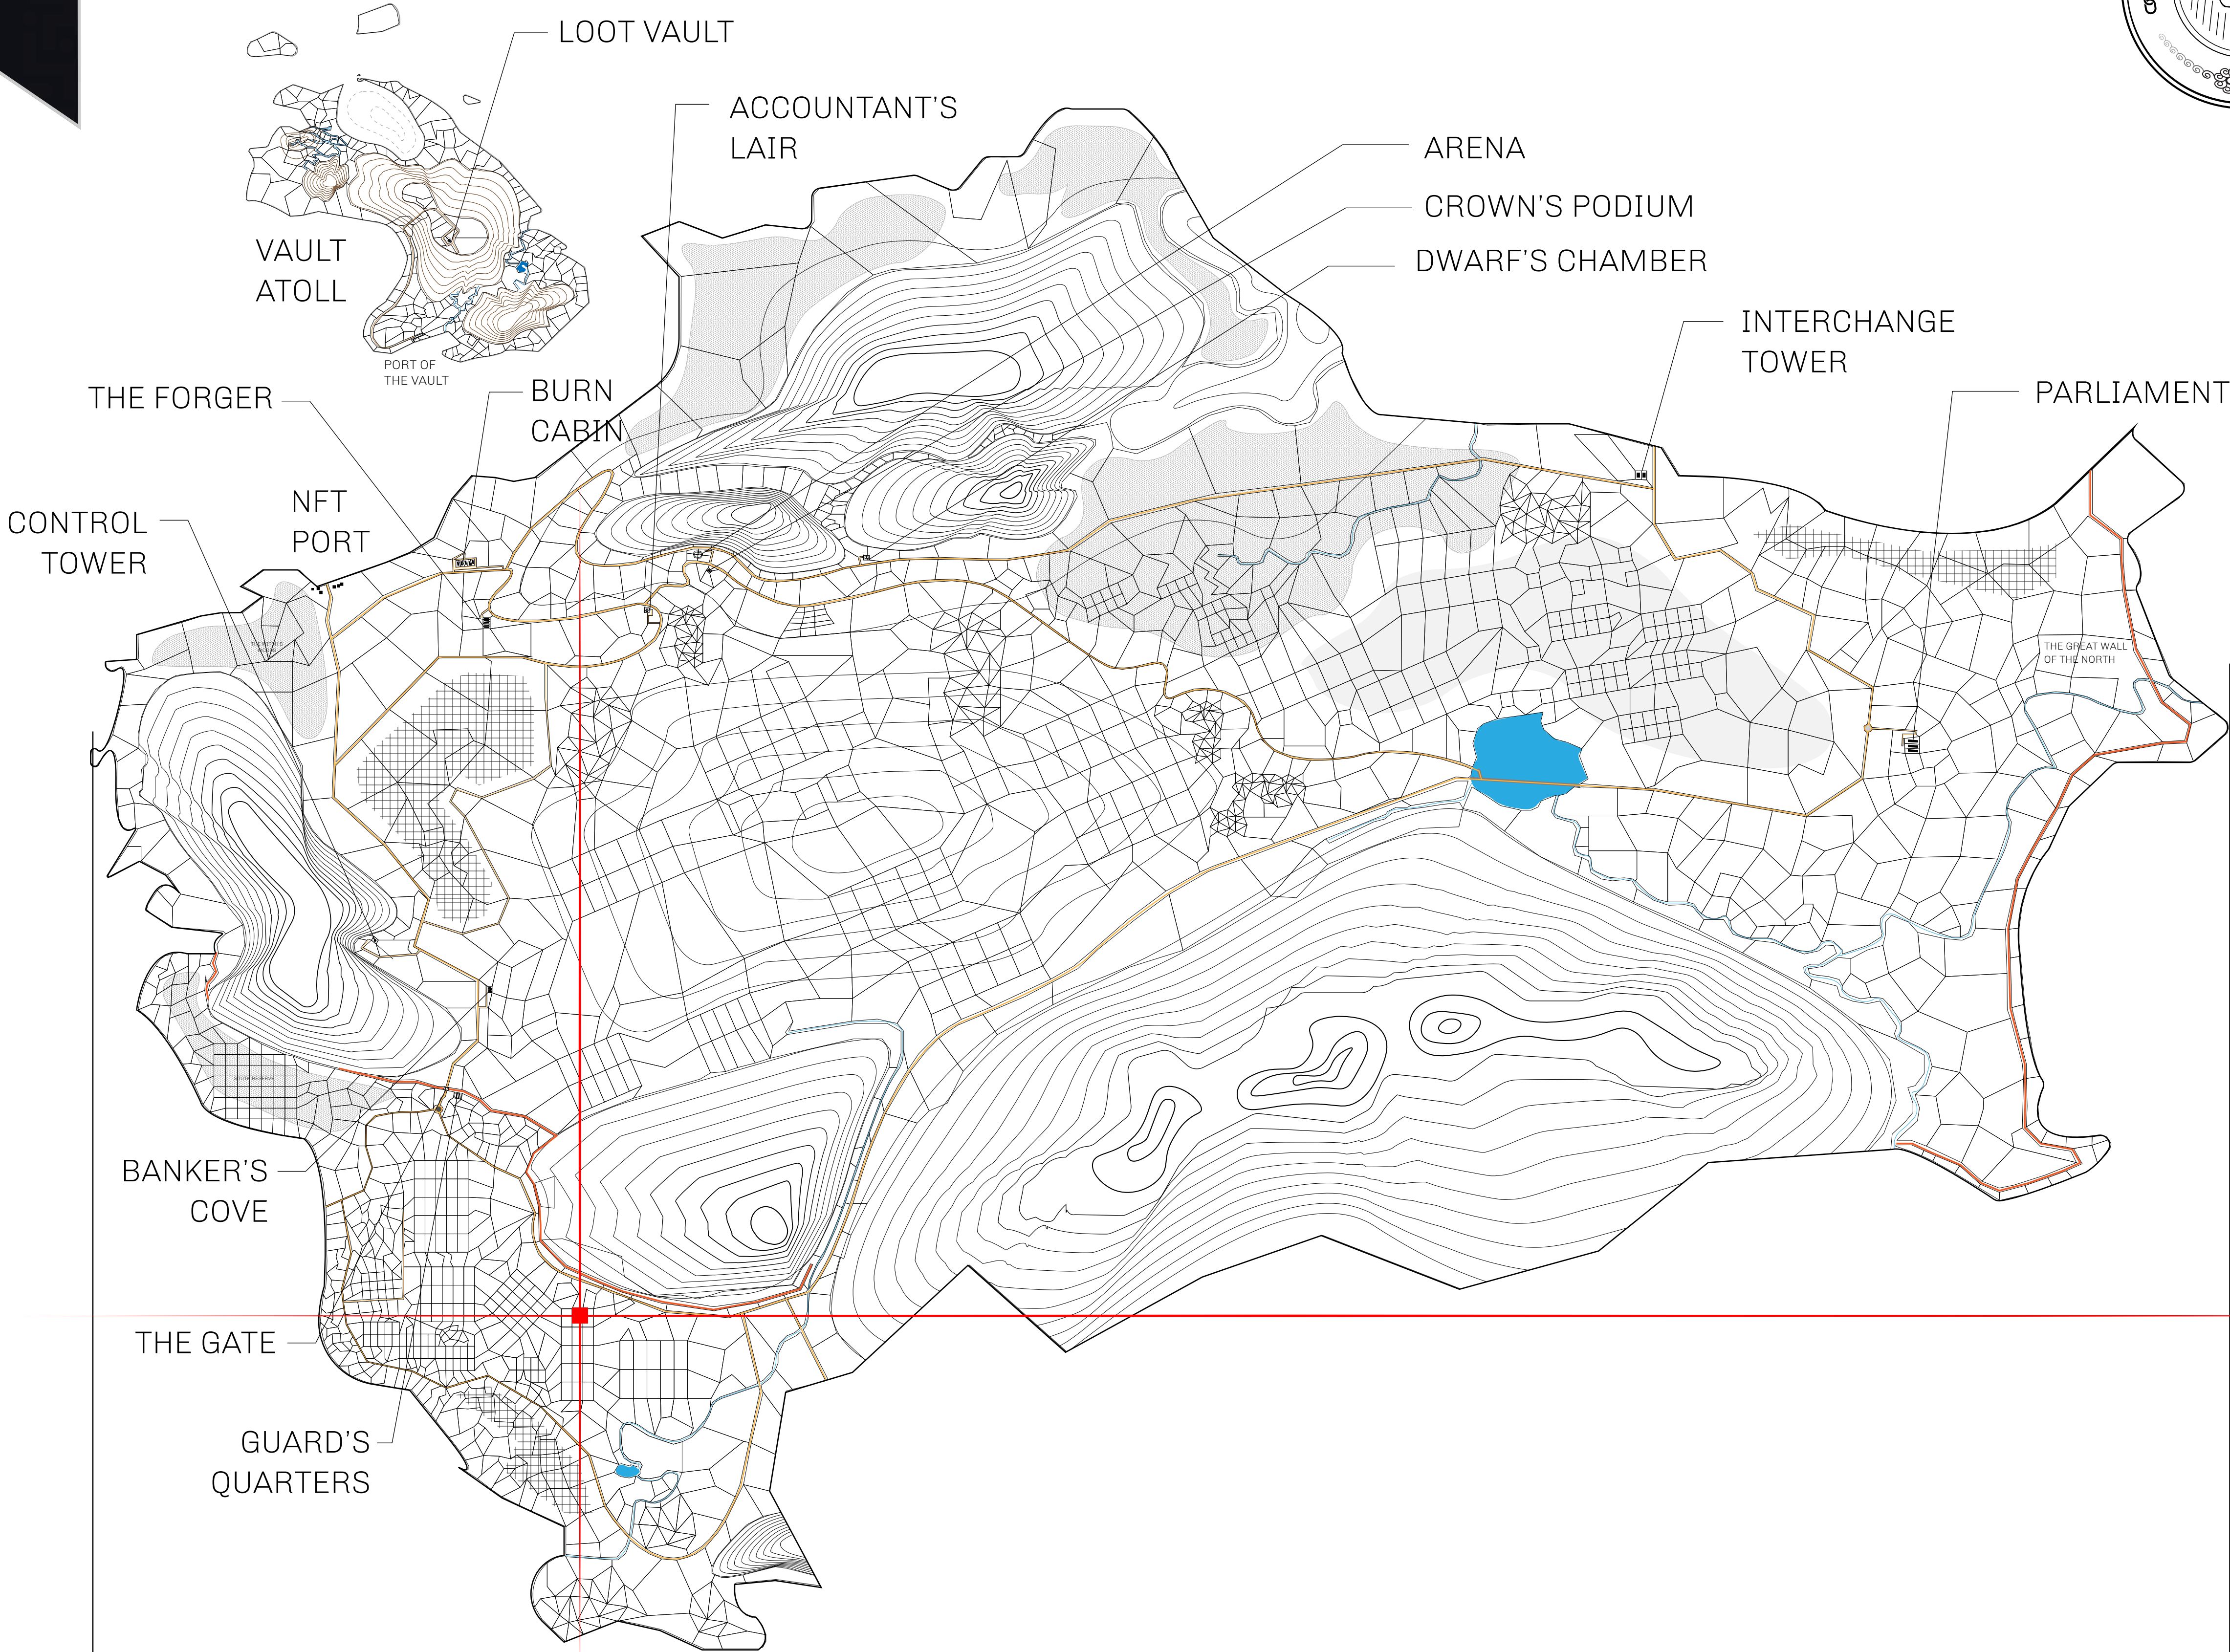 LOOT VAULT
ACCOUNTANT'S
LAIR
ARENA
CROWN'S PODIUM
DWARF'S CHAMBER
VAULT
ATOLL
PORT OF
THE VAULT
INTERCHANGE
TOWER
PARLIAMENT
THE FORGER
BURN
CABIN
NFT
PORT
CONTROL
TOWER
THE GREAT WALL
OF THE NORTH
SOUTH RESERVE
BANKER'S
COVE
THE GATE
GUARD'S
QUARTERS